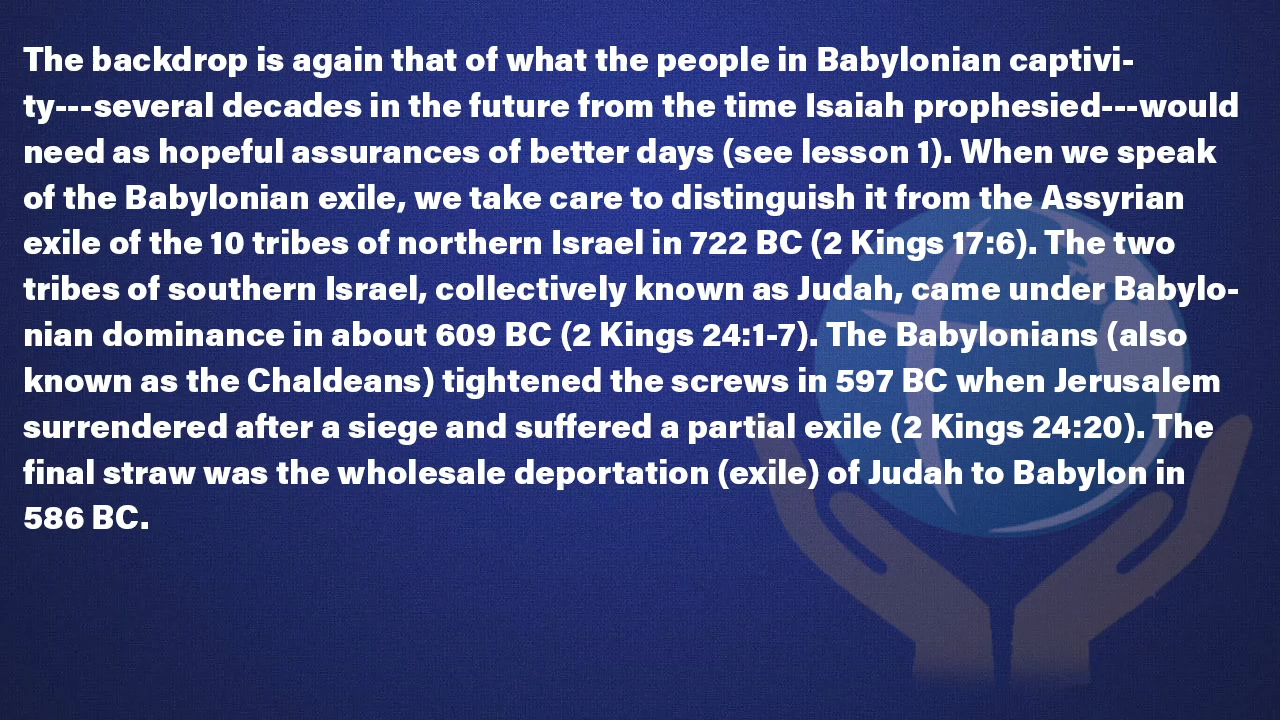 The backdrop is again that of what the people in Babylonian captivi-
ty---several decades in the future from the time Isaiah prophesied---would
need as hopeful assurances of better days (see lesson 1). When we speak
of the Babylonian exile, we take care to distinguish it from the Assyrian
exile of the 10 tribes of northern Israel in 722 BC (2 Kings 17:6). The two
tribes of southern Israel, collectively known as Judah, came under Babylo-
nian dominance in about 609 BC (2 Kings 24:1-7). The Babylonians (also
known as the Chaldeans) tightened the screws in 597 BC when Jerusalem
surrendered after a siege and suffered a partial exile (2 Kings 24:20). The
final straw was the wholesale deportation (exile) of Judah to Babylon in
586 BC.